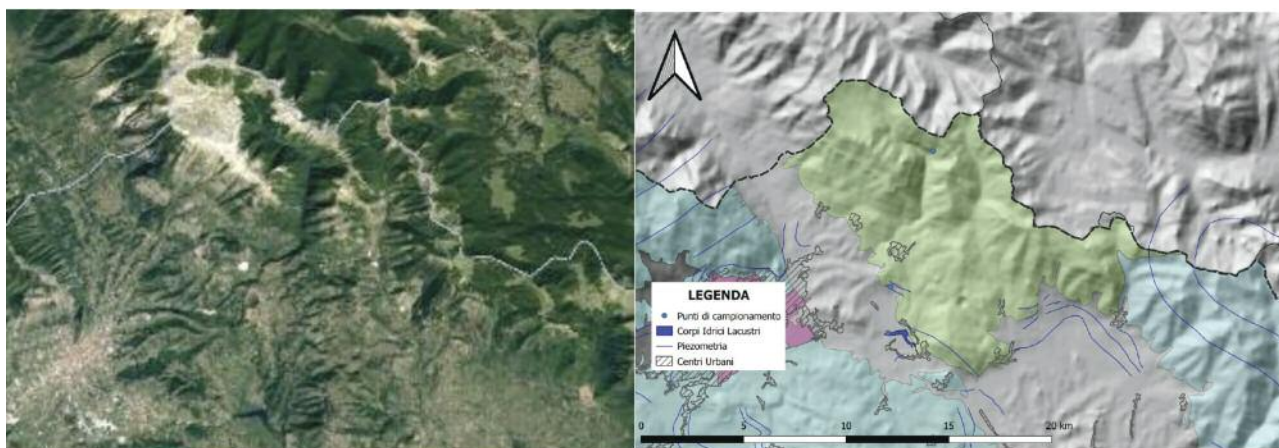 LEGENDA
Punti di campionamento
Corpi Idrici Lacustri
Piezometria
Centri Urbani
0 5 10 15 20 km